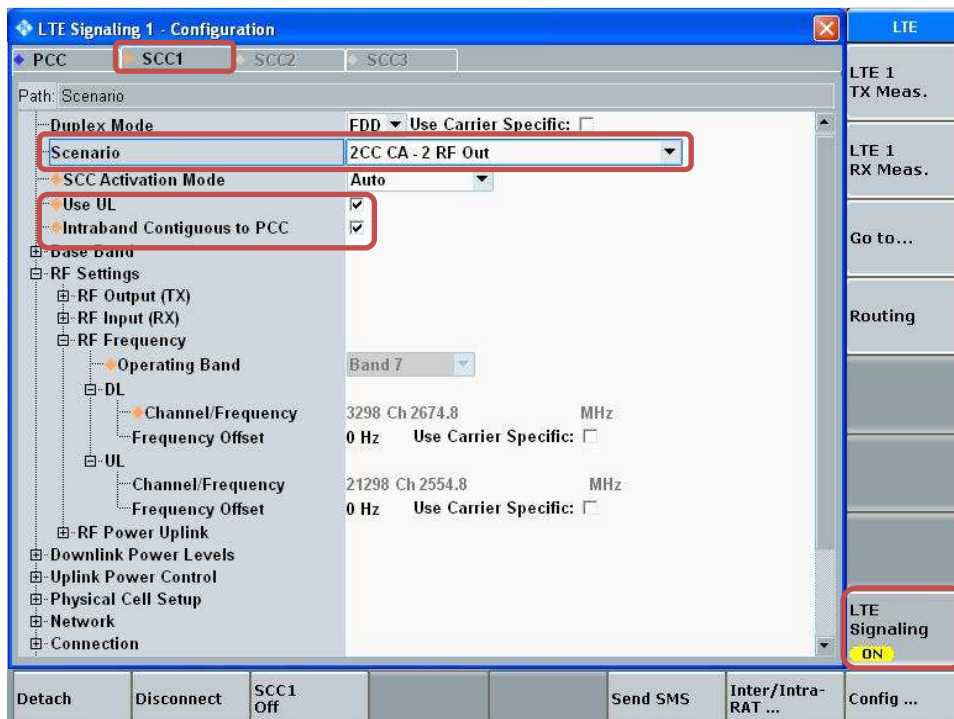 LTE Signaling 1 - Configuration
LTE
PCC SCC1 SCC2 SCC3
Path: Scenario
Duplex Mode FDD Use Carrier Specific:
Scenario 2CC CA - 2 RF Out
SCC Activation Mode Auto
Use UL
Intraband Contiguous to PCC
Base Band
RF Settings
RF Output (TX)
RF Input (RX)
RF Frequency
Operating Band Band 7
DL
Channel/Frequency 3298 Ch 2674.8 MHz
Frequency Offset 0 Hz Use Carrier Specific:
UL
Channel/Frequency 21298 Ch 2554.8 MHz
Frequency Offset 0 Hz Use Carrier Specific:
RF Power Uplink
Downlink Power Levels
Uplink Power Control
Physical Cell Setup
Network
Connection
LTE 1
TX Meas.
LTE 1
RX Meas.
Go to...
Routing
LTE
Signaling
ON
Detach Disconnect SCC1
Off
Send SMS Inter/Intra-
RAT ...
Config ...